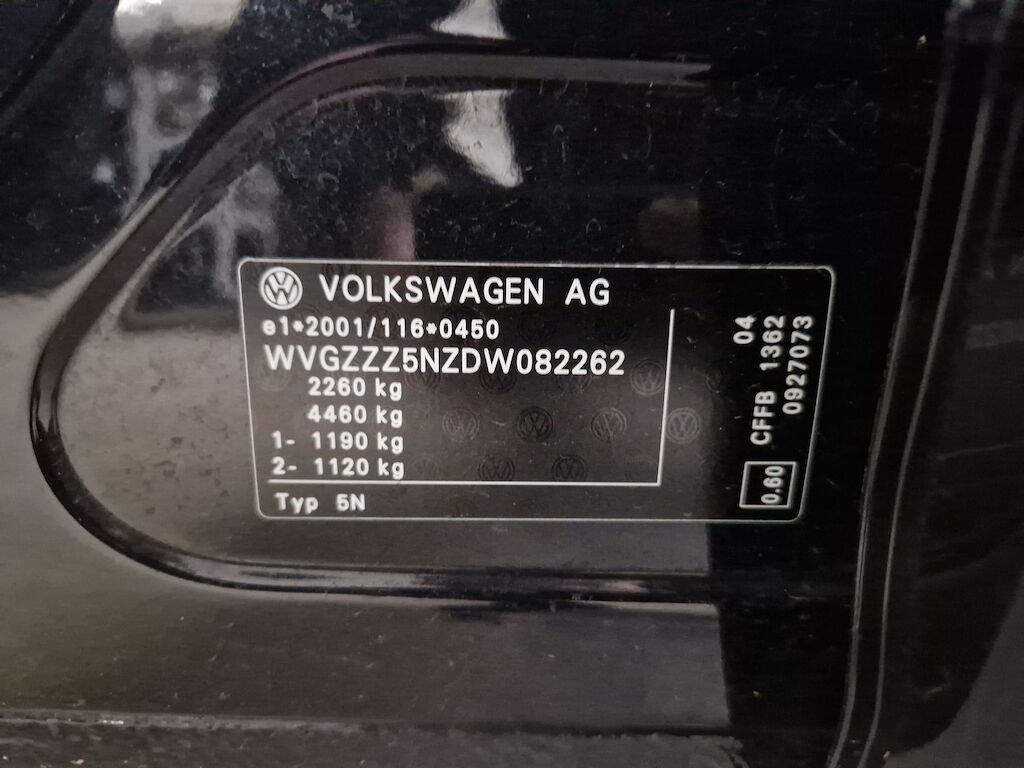 VOLKSWAGEN AG
e1*2001/116*0450
WVGZZZ5NZDW082262
2260 kg
4460 kg
1- 1190 kg
2- 1120 kg
Typ 5N
04
CFFB 1362
0927073
0.60